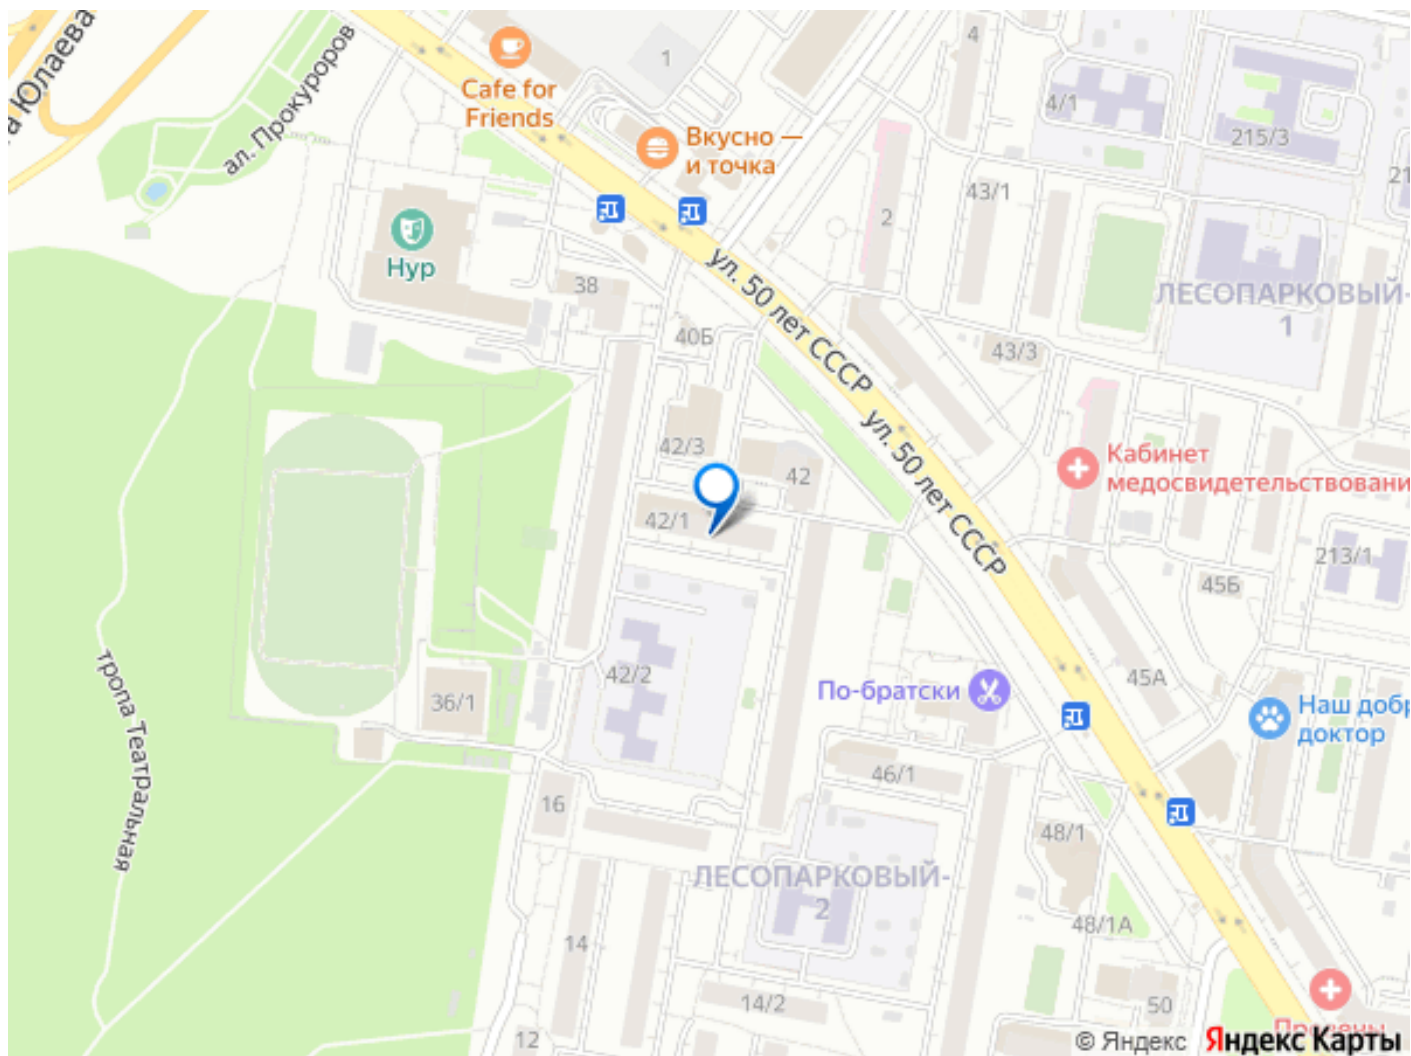 а Юлаева
ал. Прокуроров
Cafe for
Friends
1
4
4/1
215/3
21
Вкусно —
и точка
43/1
2
Нур
38
ул. 50 лет СССР
ЛЕСОПАРКОВЫЙ-
1
40Б
43/3
42/3
ул. 50 лет СССР
42
Кабинет
медосвидетельствовани
42/1
213/1
45Б
42/2
36/1
По-братски
45А
Наш добр
доктор
тропа Театральная
46/1
16
48/1
ЛЕСОПАРКОВЫЙ-
2
48/1А
14
14/2
50
12
© Яндекс
Яндекс Карты